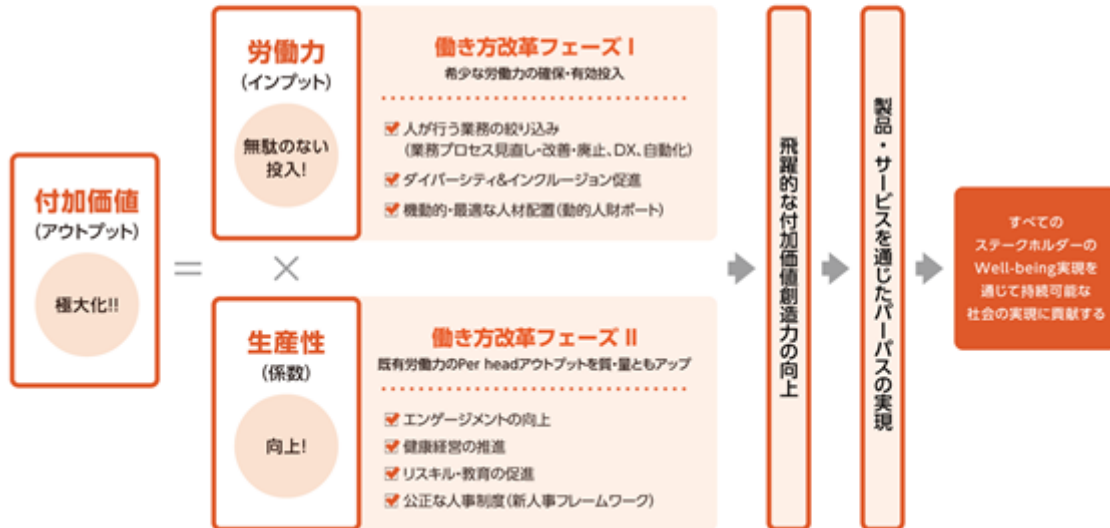 付加価値
(アウトプット)
極大化!!
＝
労働力
(インプット)
無駄のない
投入!
働き方改革フェーズ I
希少な労働力の確保・有効投入
人が行う業務の絞り込み
(業務プロセス見直し・改善・廃止、DX、自動化)
ダイバーシティ&インクルージョン促進
機動的・最適な人材配置(動的人財ポート)
×
生産性
(係数)
向上!
働き方改革フェーズ II
既有労働力のPer headアウトプットを質・量ともアップ
エンゲージメントの向上
健康経営の推進
リスキル・教育の促進
公正な人事制度(新人事フレームワーク)
飛躍的な付加価値創造力の向上
製品・サービスを通じたパーパスの実現
すべての
ステークホルダーの
Well-being実現を
通じて持続可能な
社会の実現に貢献する